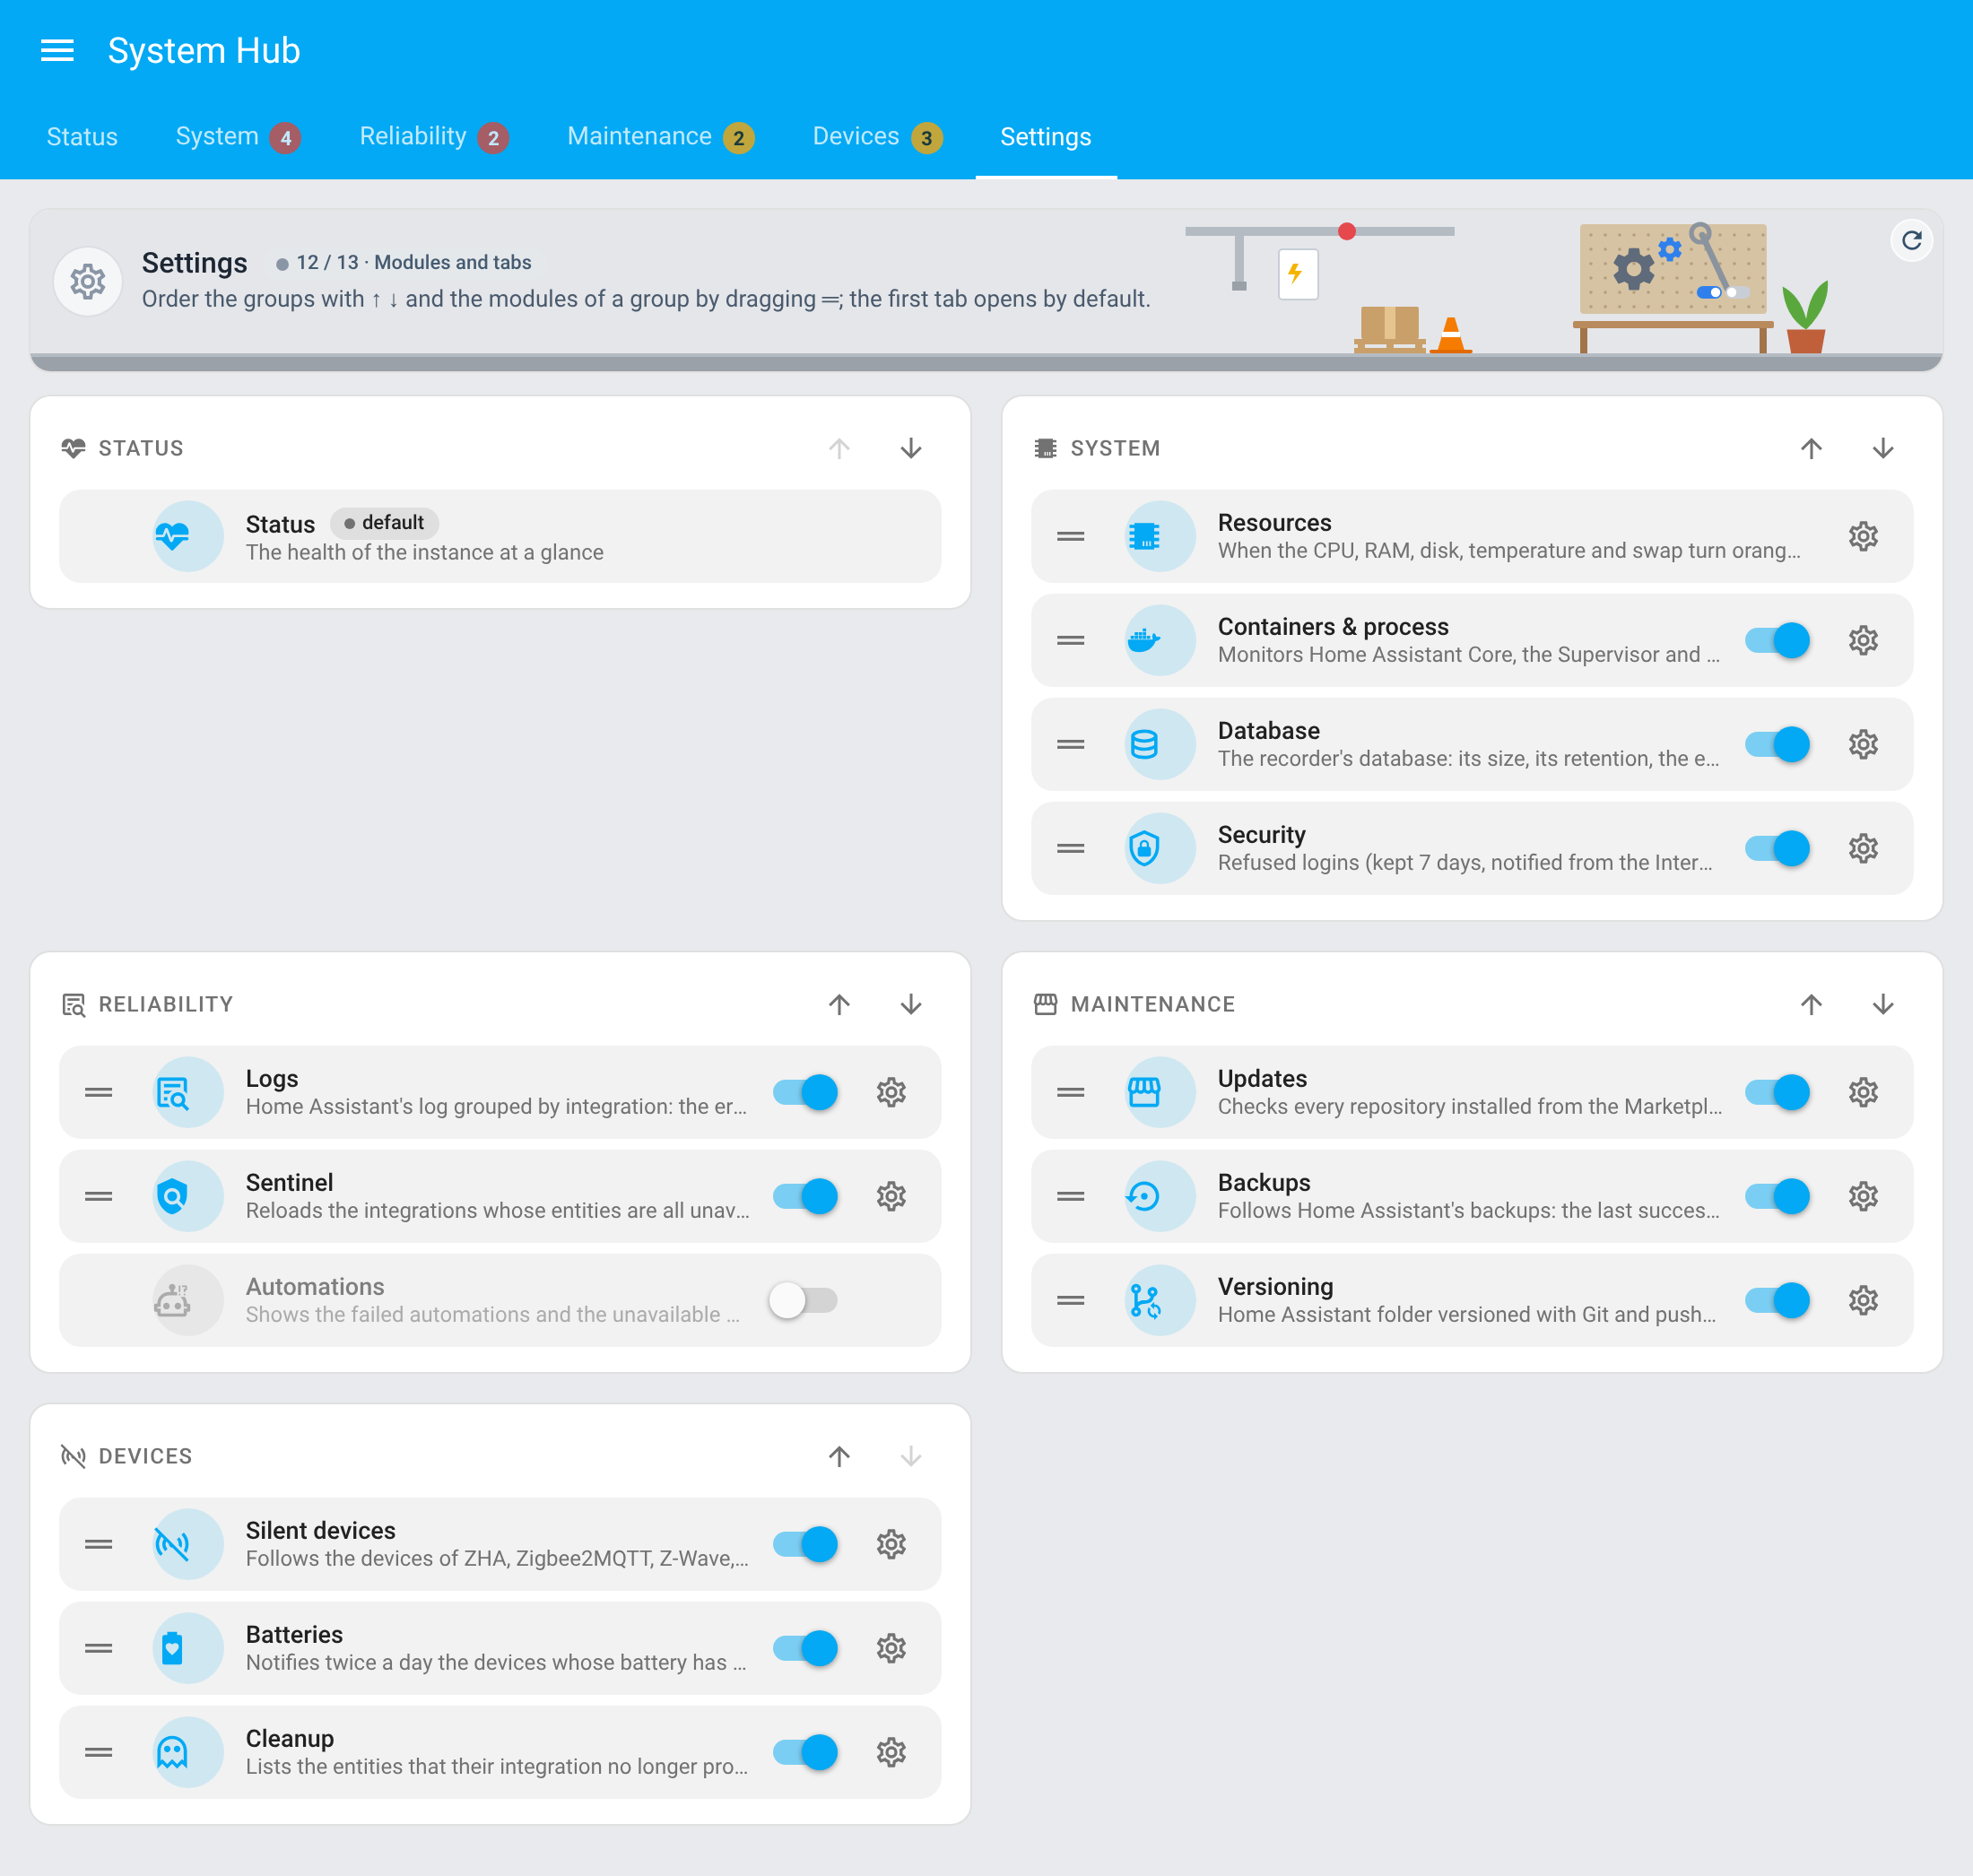 System Hub
Status
System 4
Reliability 2
Maintenance 2
Devices 3
Settings
Settings
12 / 13 · Modules and tabs
Order the groups with ↑ ↓ and the modules of a group by dragging ═; the first tab opens by default.
STATUS
Status
default
The health of the instance at a glance
SYSTEM
Resources
When the CPU, RAM, disk, temperature and swap turn orang...
Containers & process
Monitors Home Assistant Core, the Supervisor and ...
Database
The recorder's database: its size, its retention, the e...
Security
Refused logins (kept 7 days, notified from the Inter...
RELIABILITY
Logs
Home Assistant's log grouped by integration: the er...
Sentinel
Reloads the integrations whose entities are all unav...
Automations
Shows the failed automations and the unavailable ...
MAINTENANCE
Updates
Checks every repository installed from the Marketpl...
Backups
Follows Home Assistant's backups: the last succes...
Versioning
Home Assistant folder versioned with Git and push...
DEVICES
Silent devices
Follows the devices of ZHA, Zigbee2MQTT, Z-Wave,...
Batteries
Notifies twice a day the devices whose battery has ...
Cleanup
Lists the entities that their integration no longer pro...